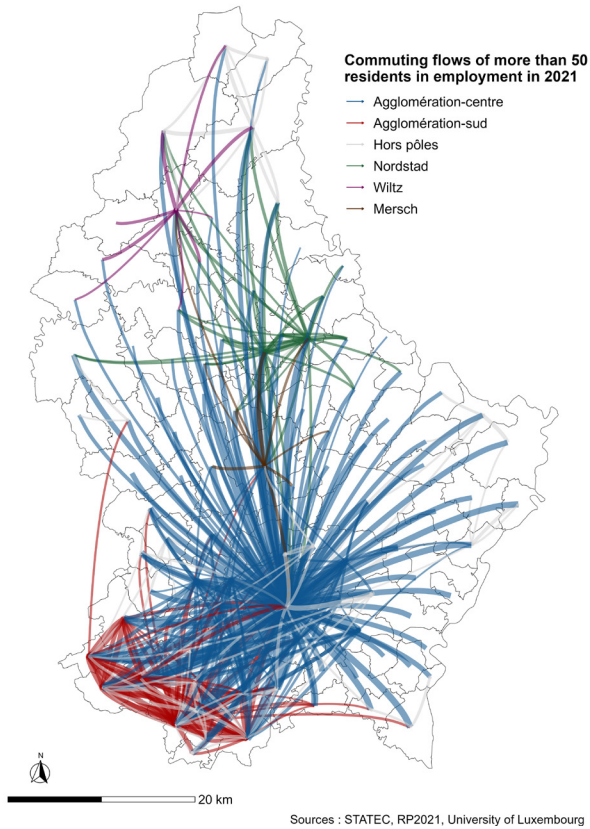 Commuting flows of more than 50
residents in employment in 2021
Agglomération-centre
Agglomération-sud
Hors pôles
Nordstad
Wiltz
Mersch
N
20 km
Sources : STATEC, RP2021, University of Luxembourg